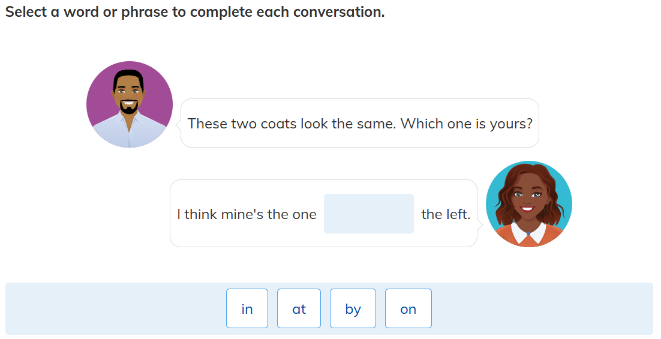 Select a word or phrase to complete each conversation.
These two coats look the same. Which one is yours?
I think mine's the one the left.
in at by on